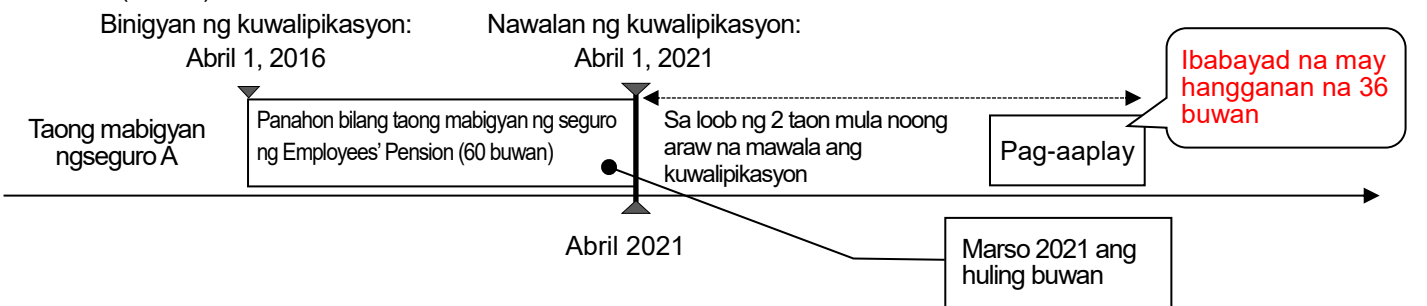 Binigyan ng kuwalipikasyon:
Abril 1, 2016
Nawalan ng kuwalipikasyon:
Abril 1, 2021
Ibabayad na may
hangganan na 36
buwan
Taong mabigyan
ngseguro A
Panahon bilang taong mabigyan ng seguro
ng Employees' Pension (60 buwan)
Sa loob ng 2 taon mula noong
araw na mawala ang
kuwalipikasyon
Pag-aaplay
Abril 2021
Marso 2021 ang
huling buwan